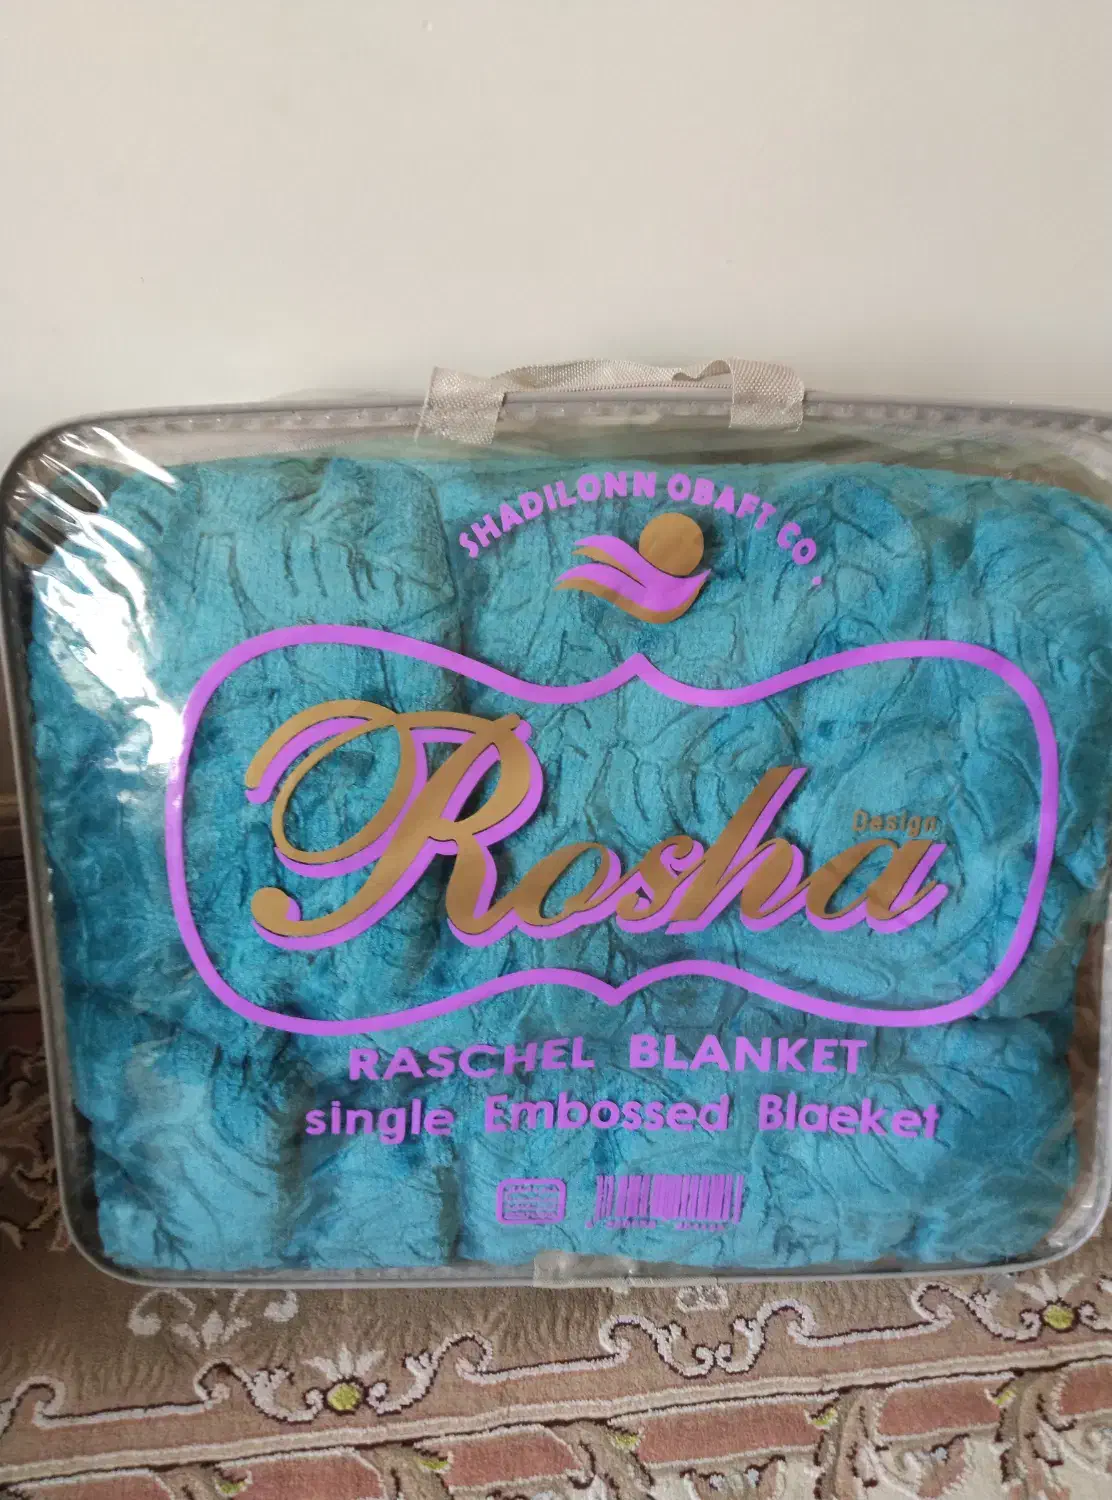 SHADILONN OBAFT CO.
Rosha
Design
RASCHEL BLANKET
single Embossed Blaeket